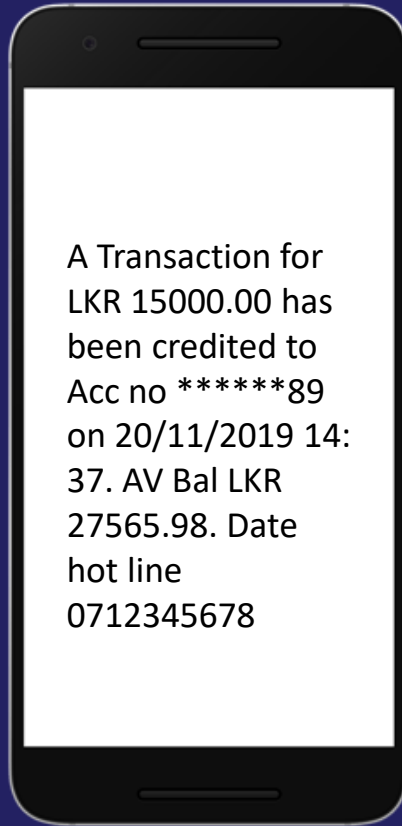 A Transaction for
LKR 15000.00 has
been credited to
Acc no ******89
on 20/11/2019 14:
37. AV Bal LKR
27565.98. Date
hot line
0712345678